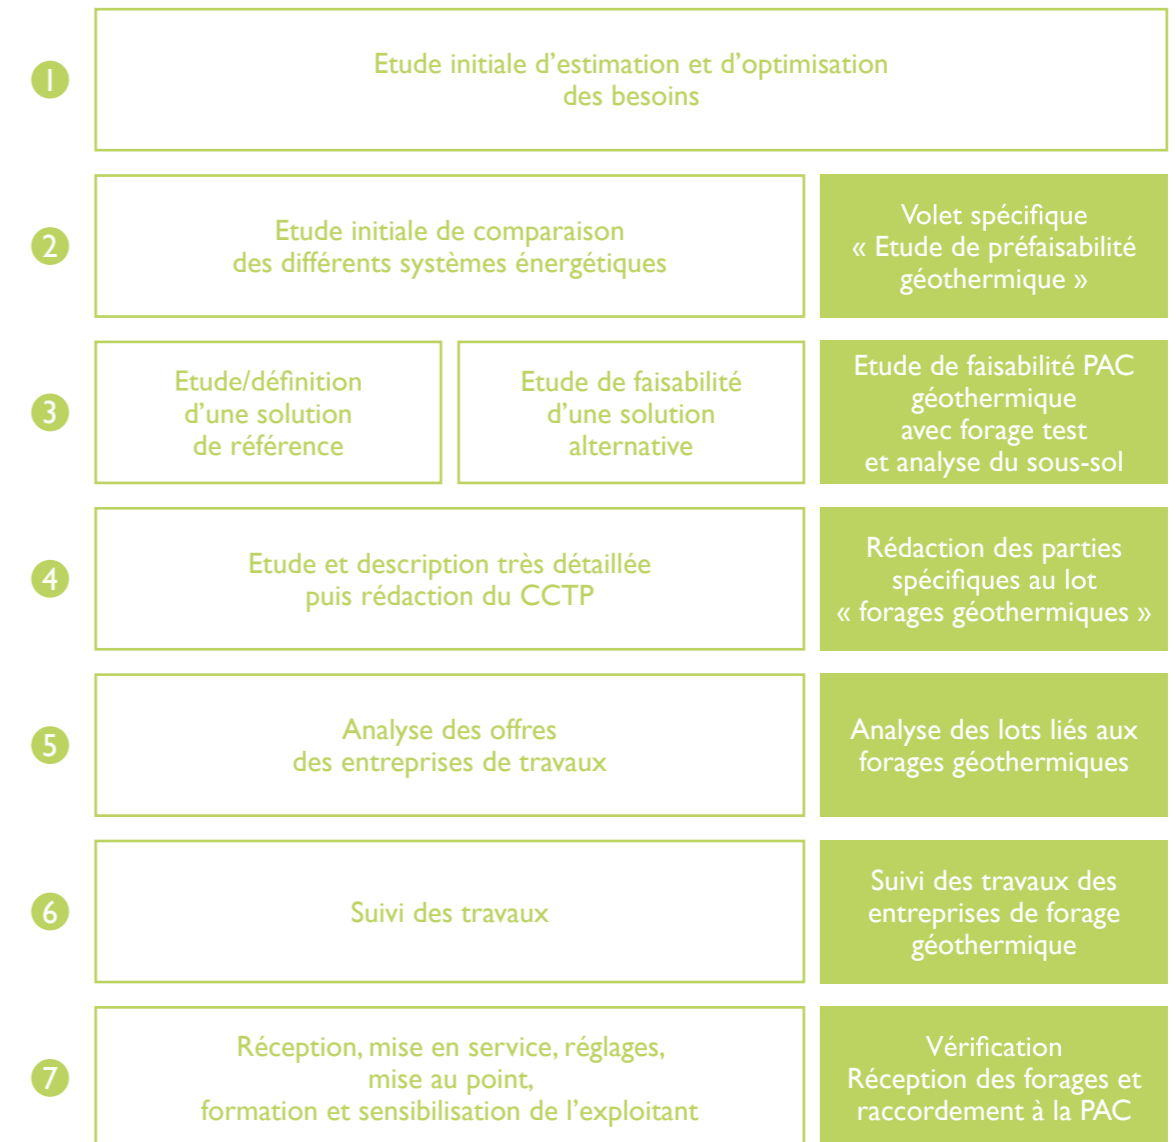 1
Etude initiale d’estimation et d’optimisation
des besoins
2
Etude initiale de comparaison
des différents systèmes énergétiques
Volet spécifique
« Etude de préfaisabilité
géothermique »
3
Etude/définition
d’une solution
de référence
Etude de faisabilité
d’une solution
alternative
Etude de faisabilité PAC
géothermique
avec forage test
et analyse du sous-sol
4
Etude et description très détaillée
puis rédaction du CCTP
Rédaction des parties
spécifiques au lot
« forages géothermiques »
5
Analyse des offres
des entreprises de travaux
Analyse des lots liés aux
forages géothermiques
6
Suivi des travaux
Suivi des travaux des
entreprises de forage
géothermique
7
Réception, mise en service, réglages,
mise au point,
formation et sensibilisation de l’exploitant
Vérification
Réception des forages et
raccordement à la PAC